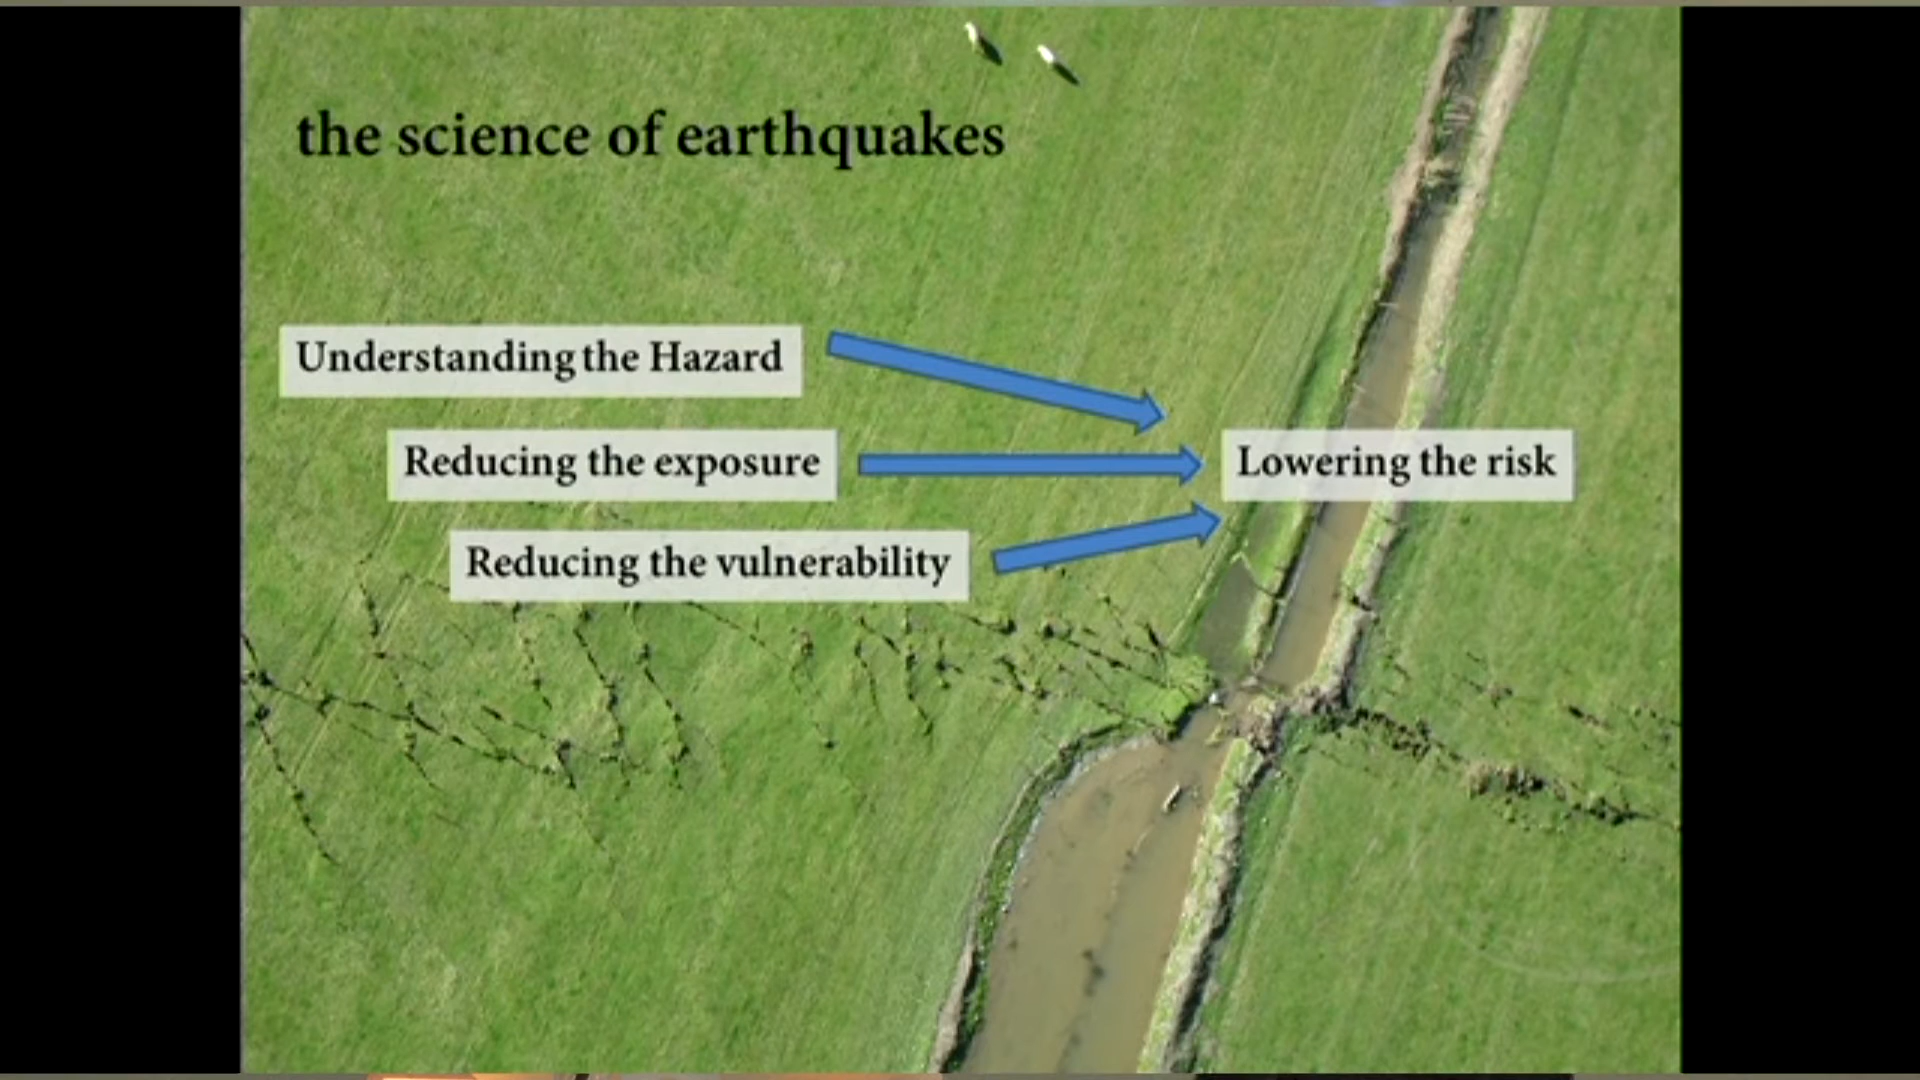 the science of earthquakes
Understanding the Hazard
Reducing the exposure
Lowering the risk
Reducing the vulnerability